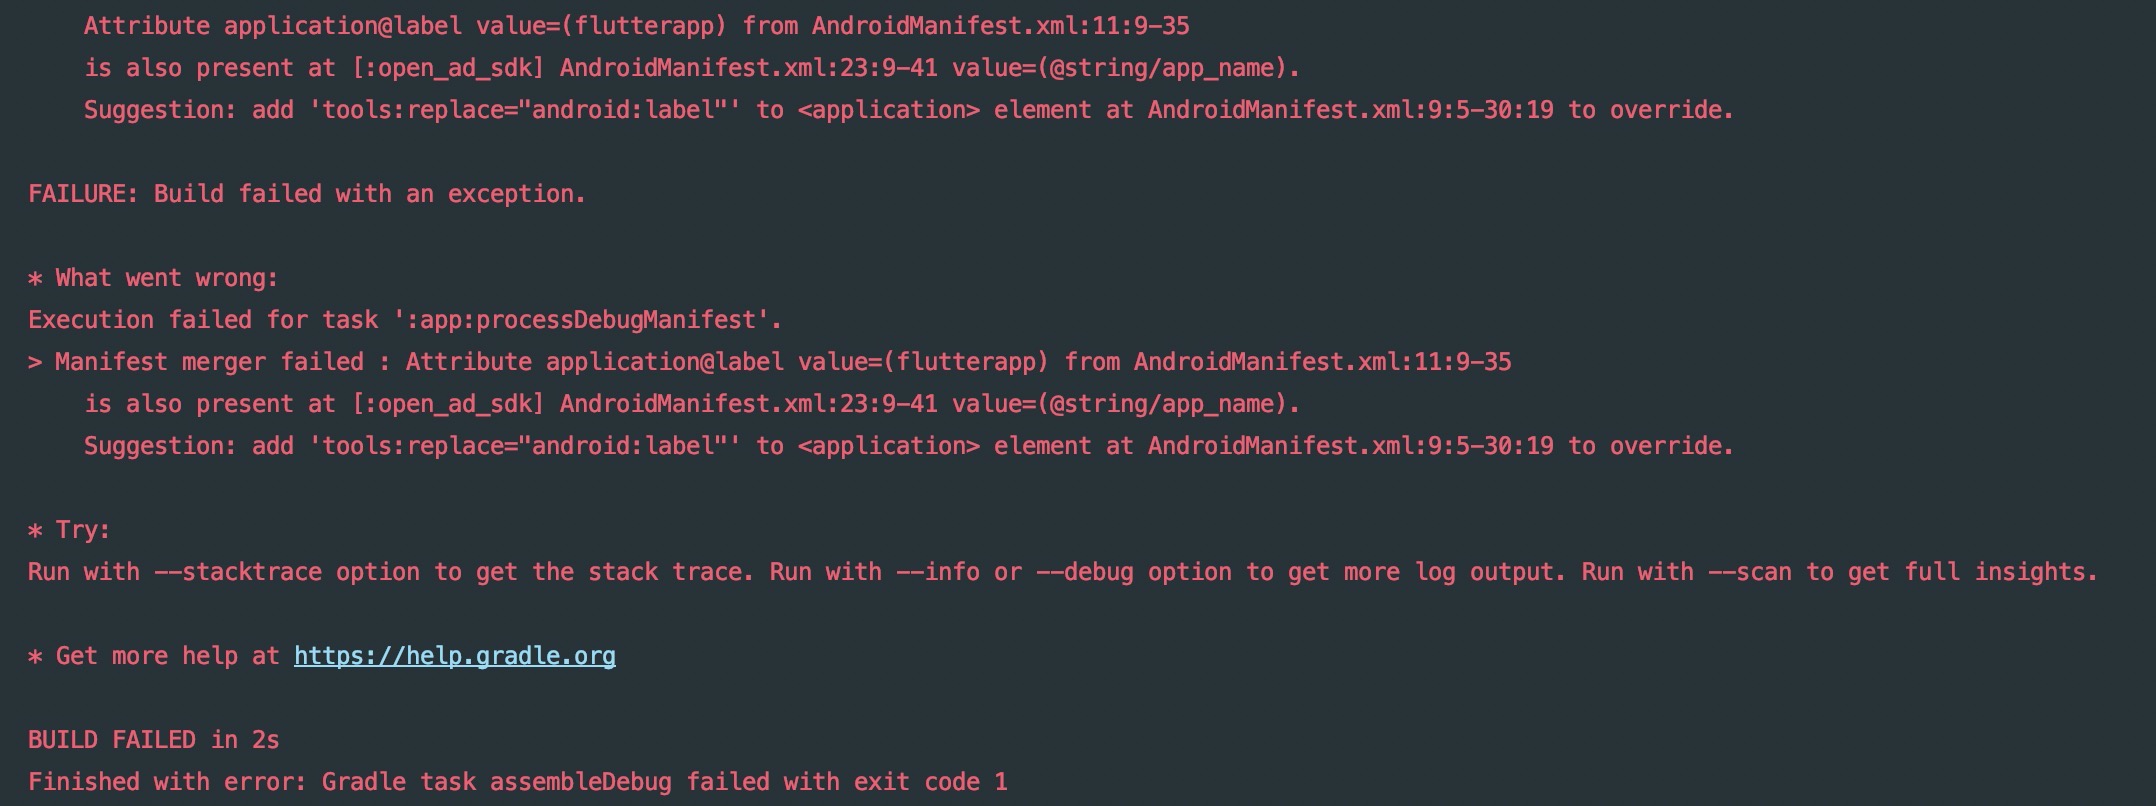 Attribute application@label value=(flutterapp) from AndroidManifest.xml:11:9-35
is also present at [:open_ad_sdk] AndroidManifest.xml:23:9-41 value=(@string/app_name).
Suggestion: add 'tools:replace="android:label"' to <application> element at AndroidManifest.xml:9:5-30:19 to override.
FAILURE: Build failed with an exception.
* What went wrong:
Execution failed for task ':app:processDebugManifest'.
> Manifest merger failed : Attribute application@label value=(flutterapp) from AndroidManifest.xml:11:9-35
is also present at [:open_ad_sdk] AndroidManifest.xml:23:9-41 value=(@string/app_name).
Suggestion: add 'tools:replace="android:label"' to <application> element at AndroidManifest.xml:9:5-30:19 to override.
* Try:
Run with --stacktrace option to get the stack trace. Run with --info or --debug option to get more log output. Run with --scan to get full insights.
* Get more help at https://help.gradle.org
BUILD FAILED in 2s
Finished with error: Gradle task assembleDebug failed with exit code 1